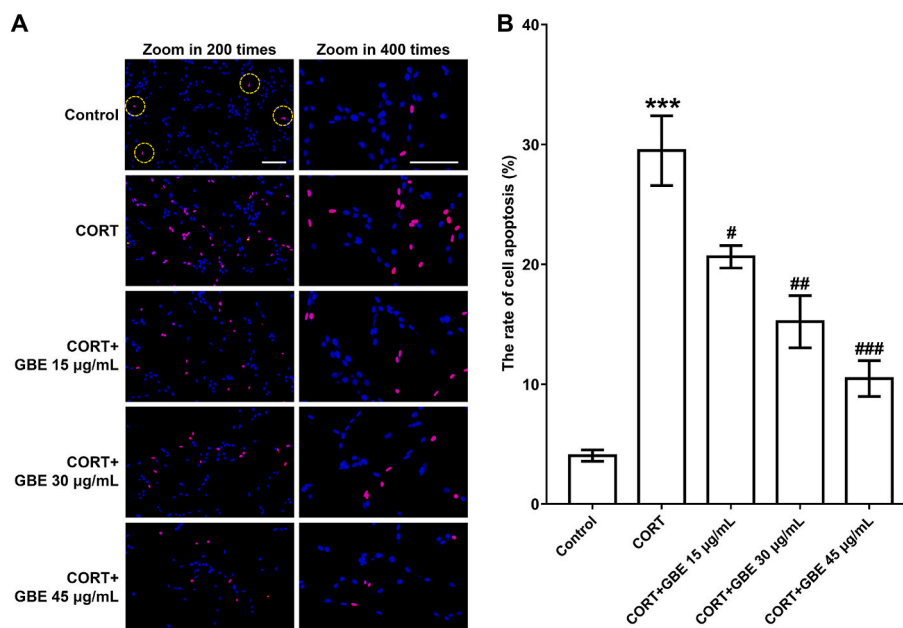 A
Zoom in 200 times
Zoom in 400 times
Control
CORT
CORT+
GBE 15 µg/mL
CORT+
GBE 30 µg/mL
CORT+
GBE 45 µg/mL
B
The rate of cell apoptosis (%)
40
30
20
10
0
***
#
##
###
Control
CORT
CORT+GBE 15 µg/mL
CORT+GBE 30 µg/mL
CORT+GBE 45 µg/mL